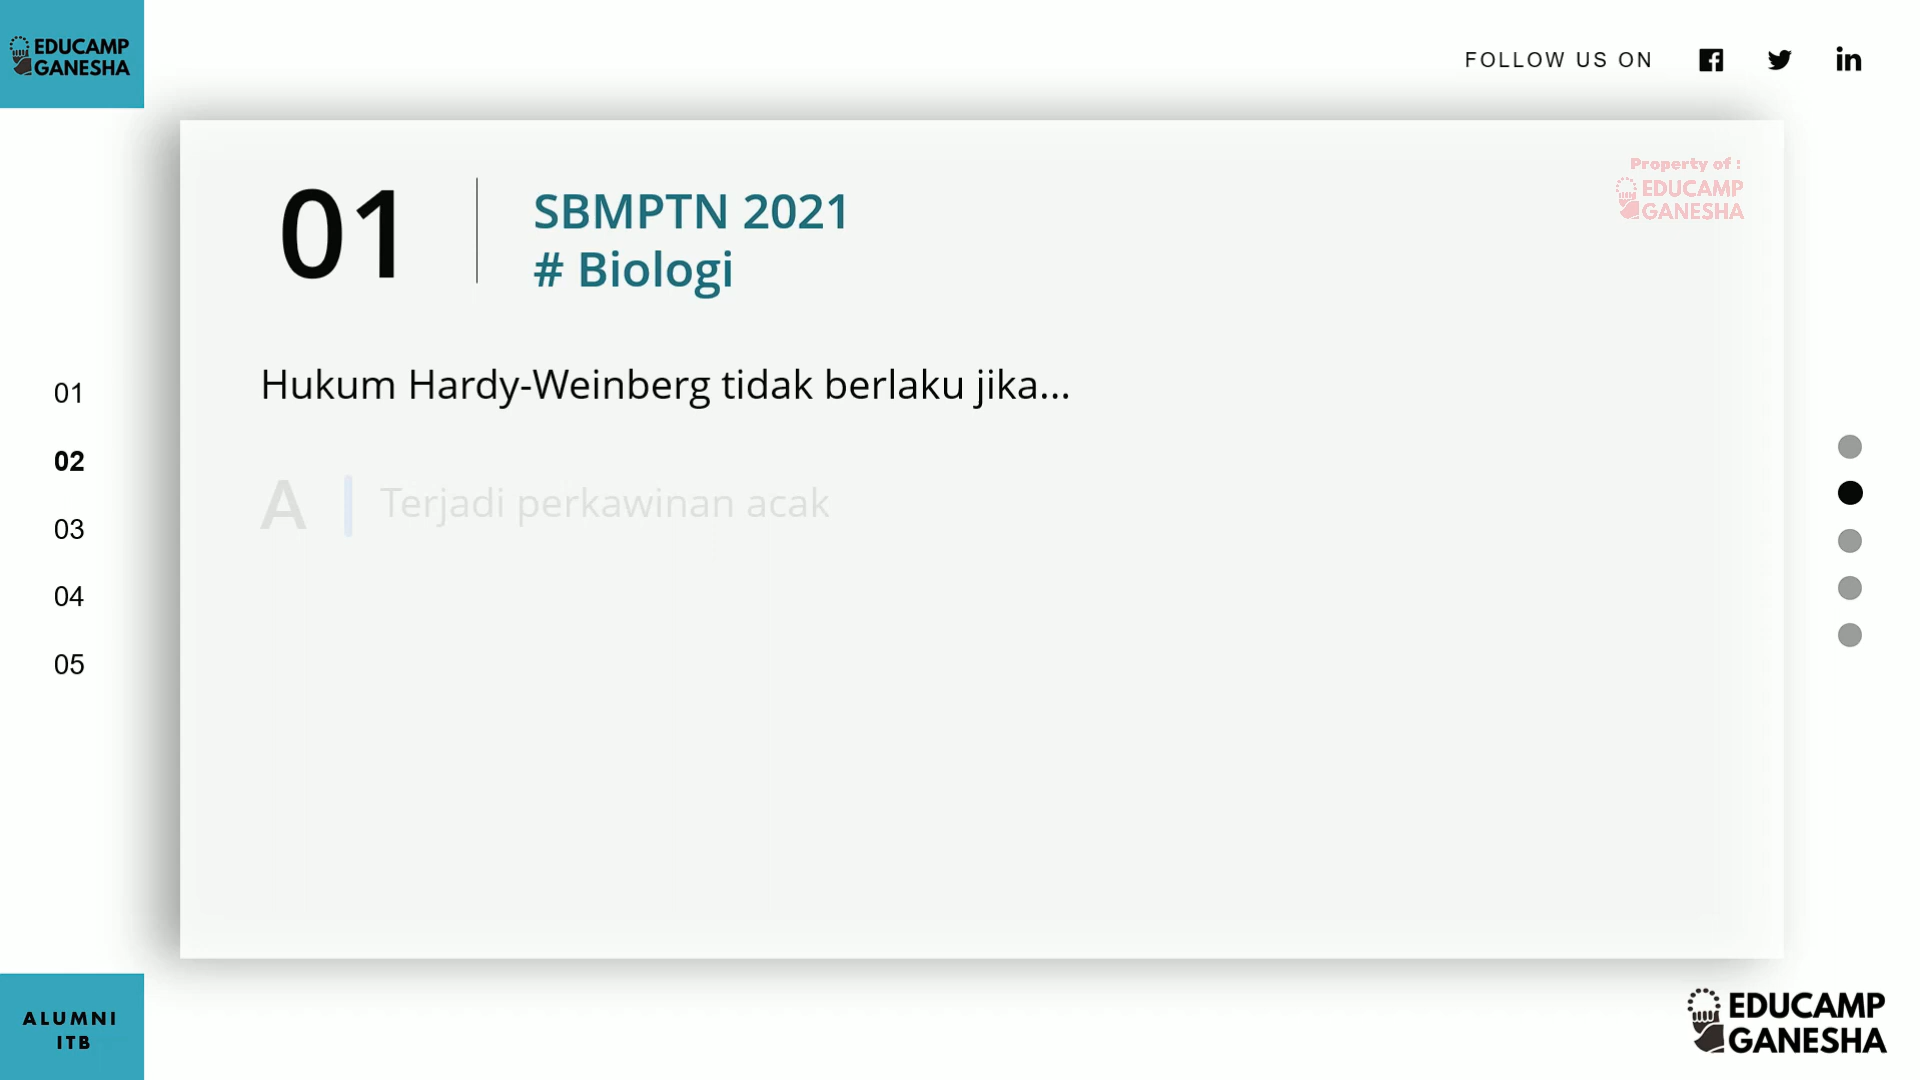 EDUCAMP
GANESHA
FOLLOW US ON
Property of :
EDUCAMP
GANESHA
01
SBMPTN 2021
# Biologi
Hukum Hardy-Weinberg tidak berlaku jika...
A Terjadi perkawinan acak
01
02
03
04
05
ALUMNI
ITB
EDUCAMP
GANESHA